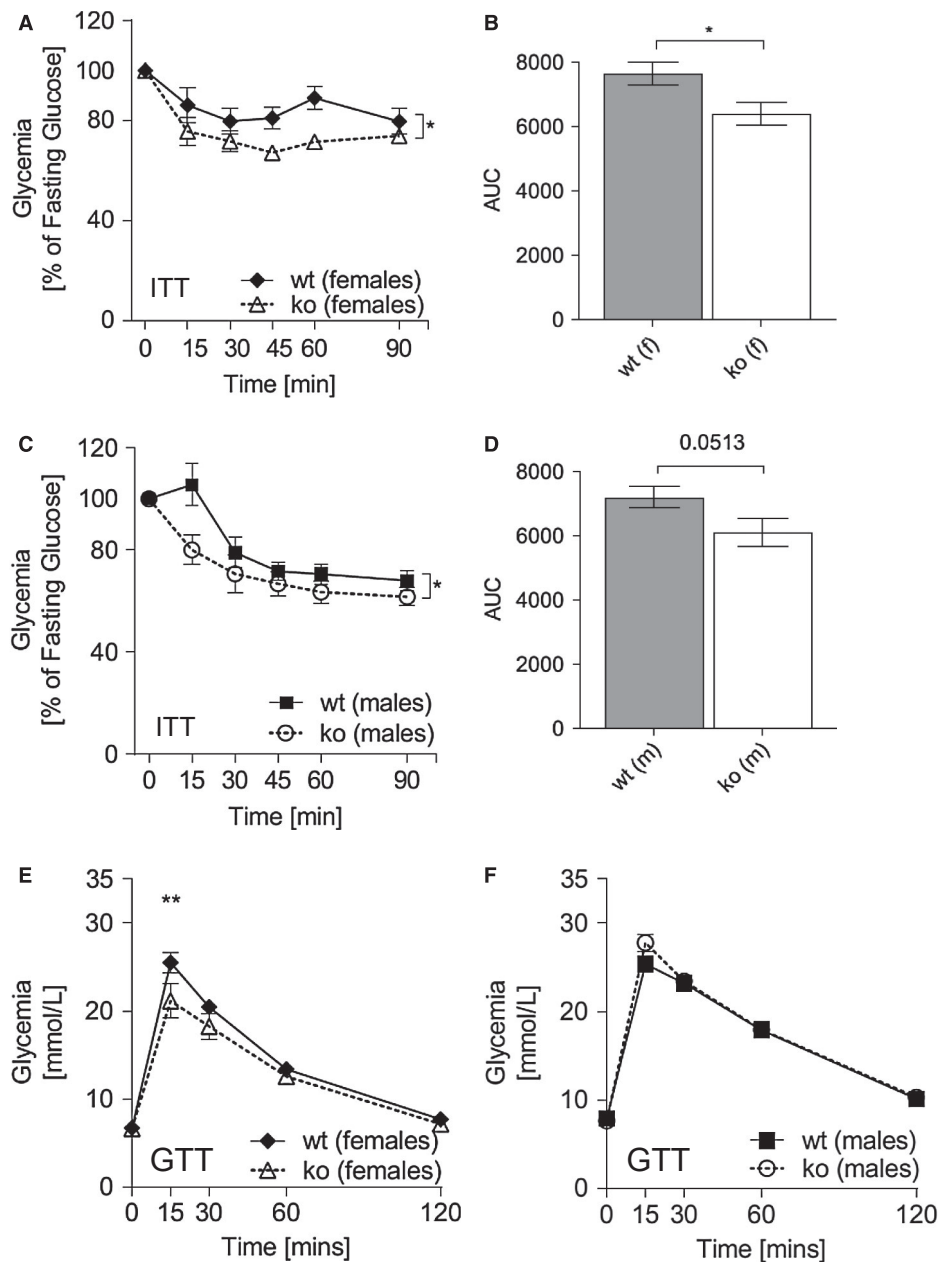 A
Glycemia
[% of Fasting Glucose]
120
100
80
40
0
ITT
wt (females)
ko (females)
*
0 15 30 45 60 90
Time [min]
B
*
AUC
8000
6000
4000
2000
0
wt (f)
ko (f)
C
Glycemia
[% of Fasting Glucose]
120
100
80
40
0
ITT
wt (males)
ko (males)
*
0 15 30 45 60 90
Time [min]
D
0.0513
AUC
8000
6000
4000
2000
0
wt (m)
ko (m)
E
Glycemia
[mmol/L]
35
30
20
10
0
**
GTT
wt (females)
ko (females)
0 15 30 60 120
Time [mins]
F
Glycemia
[mmol/L]
35
30
20
10
0
GTT
wt (males)
ko (males)
0 15 30 60 120
Time [mins]